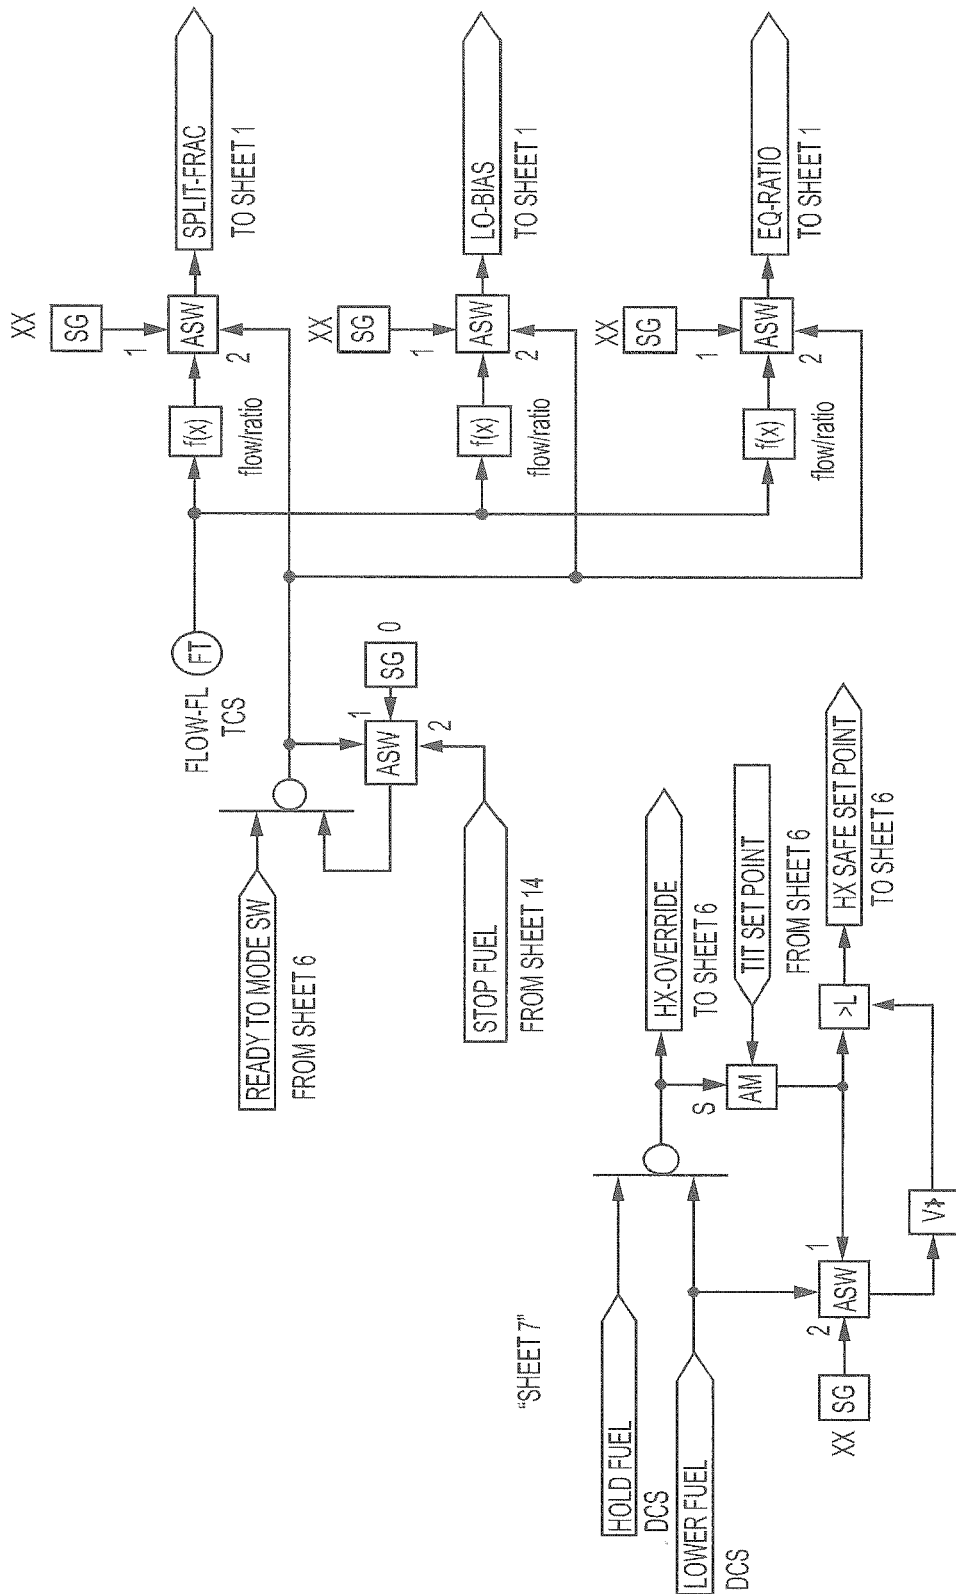 "SHEET 7"
HOLD FUEL
DCS
LOWER FUEL
DCS
XX
SG
2
ASW
1
V≯
HX-OVERRIDE
TO SHEET 6
S
AM
TIT SET POINT
FROM SHEET 6
>L
HX SAFE SET POINT
TO SHEET 6
READY TO MODE SW
FROM SHEET 6
STOP FUEL
FROM SHEET 14
ASW
1
2
SG
0
FLOW-FL
TCS
FT
f(x)
flow/ratio
XX
SG
1
ASW
2
SPLIT-FRAC
TO SHEET 1
f(x)
flow/ratio
XX
SG
1
ASW
2
LO-BIAS
TO SHEET 1
f(x)
flow/ratio
XX
SG
1
ASW
2
EQ-RATIO
TO SHEET 1